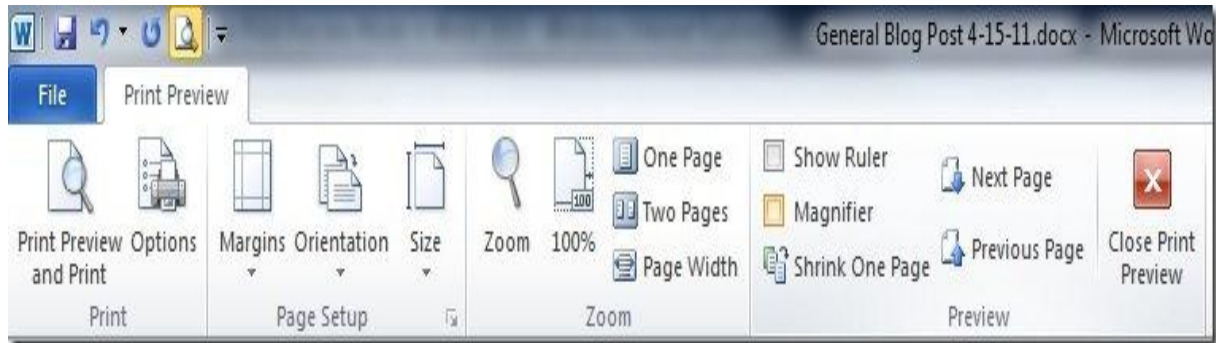 W
General Blog Post 4-15-11.docx - Microsoft Wo
File
Print Preview
Print Preview
and Print
Options
Margins
Orientation
Size
Zoom
100
100%
One Page
Two Pages
Page Width
Show Ruler
Magnifier
Shrink One Page
Next Page
Previous Page
Close Print
Preview
Print
Page Setup
Zoom
Preview